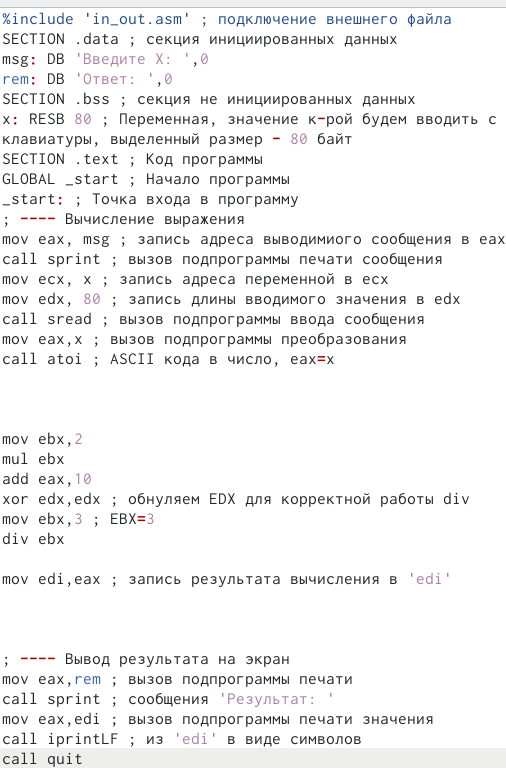 %include 'in_out.asm' ; подключение внешнего файла
SECTION .data ; секция инициированных данных
msg: DB 'Введите X: ',0
rem: DB 'Ответ: ',0
SECTION .bss ; секция не инициированных данных
x: RESB 80 ; Переменная, значение к-рой будем вводить с
клавиатуры, выделенный размер - 80 байт
SECTION .text ; Код программы
GLOBAL _start ; Начало программы
_start: ; Точка входа в программу
; ---- Вычисление выражения
mov eax, msg ; запись адреса выводимиого сообщения в eax
call sprint ; вызов подпрограммы печати сообщения
mov ecx, x ; запись адреса переменной в ecx
mov edx, 80 ; запись длины вводимого значения в edx
call sread ; вызов подпрограммы ввода сообщения
mov eax,x ; вызов подпрограммы преобразования
call atoi ; ASCII кода в число, eax=x
mov ebx,2
mul ebx
add eax,10
xor edx,edx ; обнуляем EDX для корректной работы div
mov ebx,3 ; EBX=3
div ebx
mov edi,eax ; запись результата вычисления в 'edi'
; ---- Вывод результата на экран
mov eax,rem ; вызов подпрограммы печати
call sprint ; сообщения 'Результат: '
mov eax,edi ; вызов подпрограммы печати значения
call iprintLF ; из 'edi' в виде символов
call quit